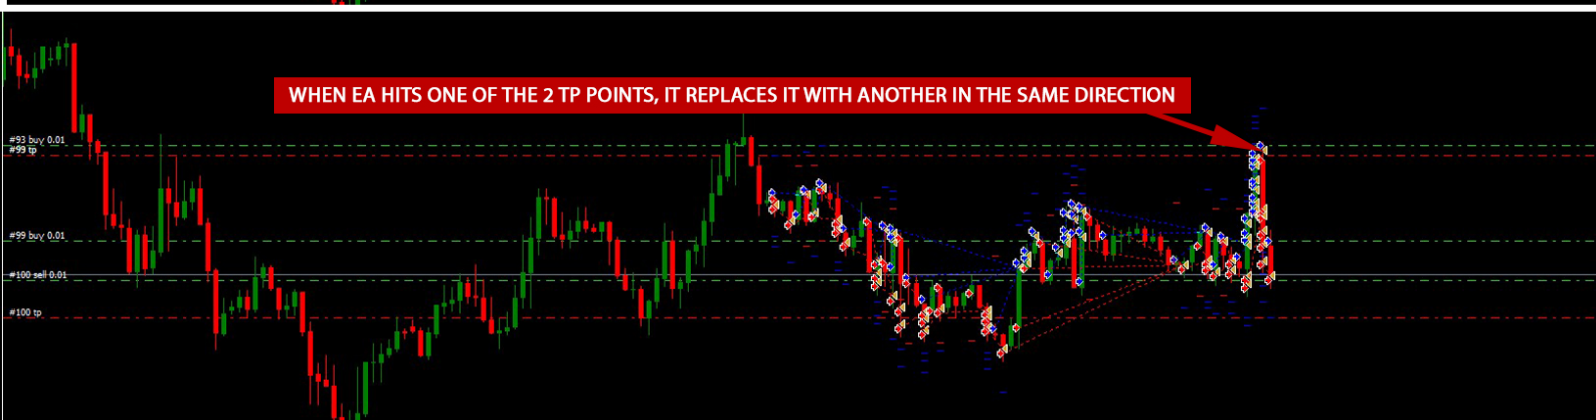 WHEN EA HITS ONE OF THE 2 TP POINTS, IT REPLACES IT WITH ANOTHER IN THE SAME DIRECTION
#93 buy 0.01
#99 tp
#99 buy 0.01
#100 sell 0.01
#100 tp